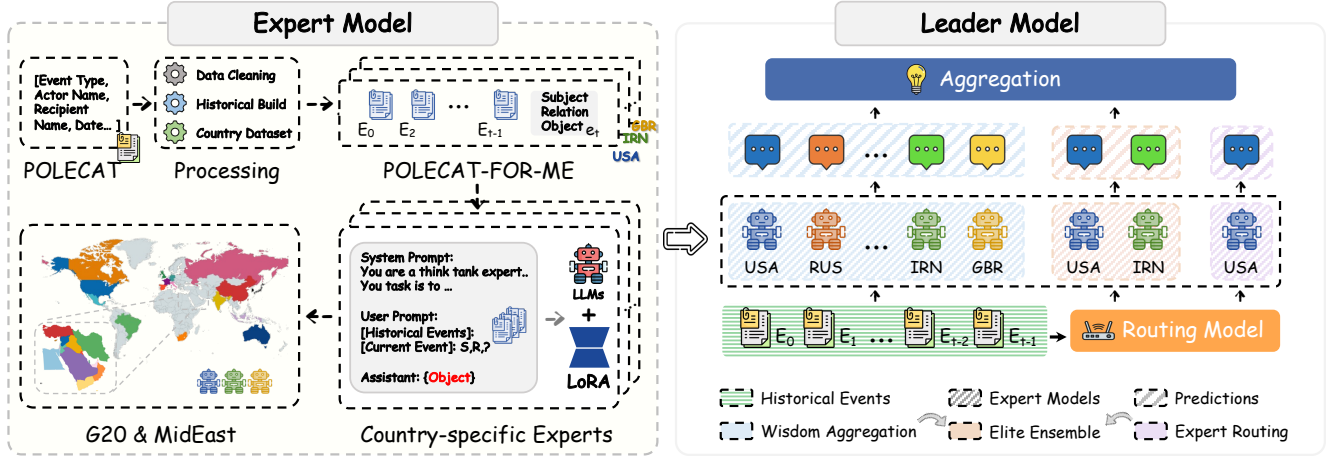 Expert Model
[Event Type,
Actor Name,
Recipient
Name, Date... ]
POLECAT
Data Cleaning
Historical Build
Country Dataset
Processing
E0
E2
...
Et-1
Subject
Relation
Object
et
GBR
IRN
USA
POLECAT-FOR-ME
G20 & MidEast
System Prompt:
You are a think tank expert..
You task is to ...
User Prompt:
[Historical Events]:
[Current Event]: S,R,?
Assistant: {Object}
LLMs
+
LoRA
Country-specific Experts
Leader Model
Aggregation
...
USA
RUS
...
IRN
GBR
USA
IRN
USA
E0
E1
...
Et-2
Et-1
Routing Model
Historical Events
Expert Models
Predictions
Wisdom Aggregation
Elite Ensemble
Expert Routing